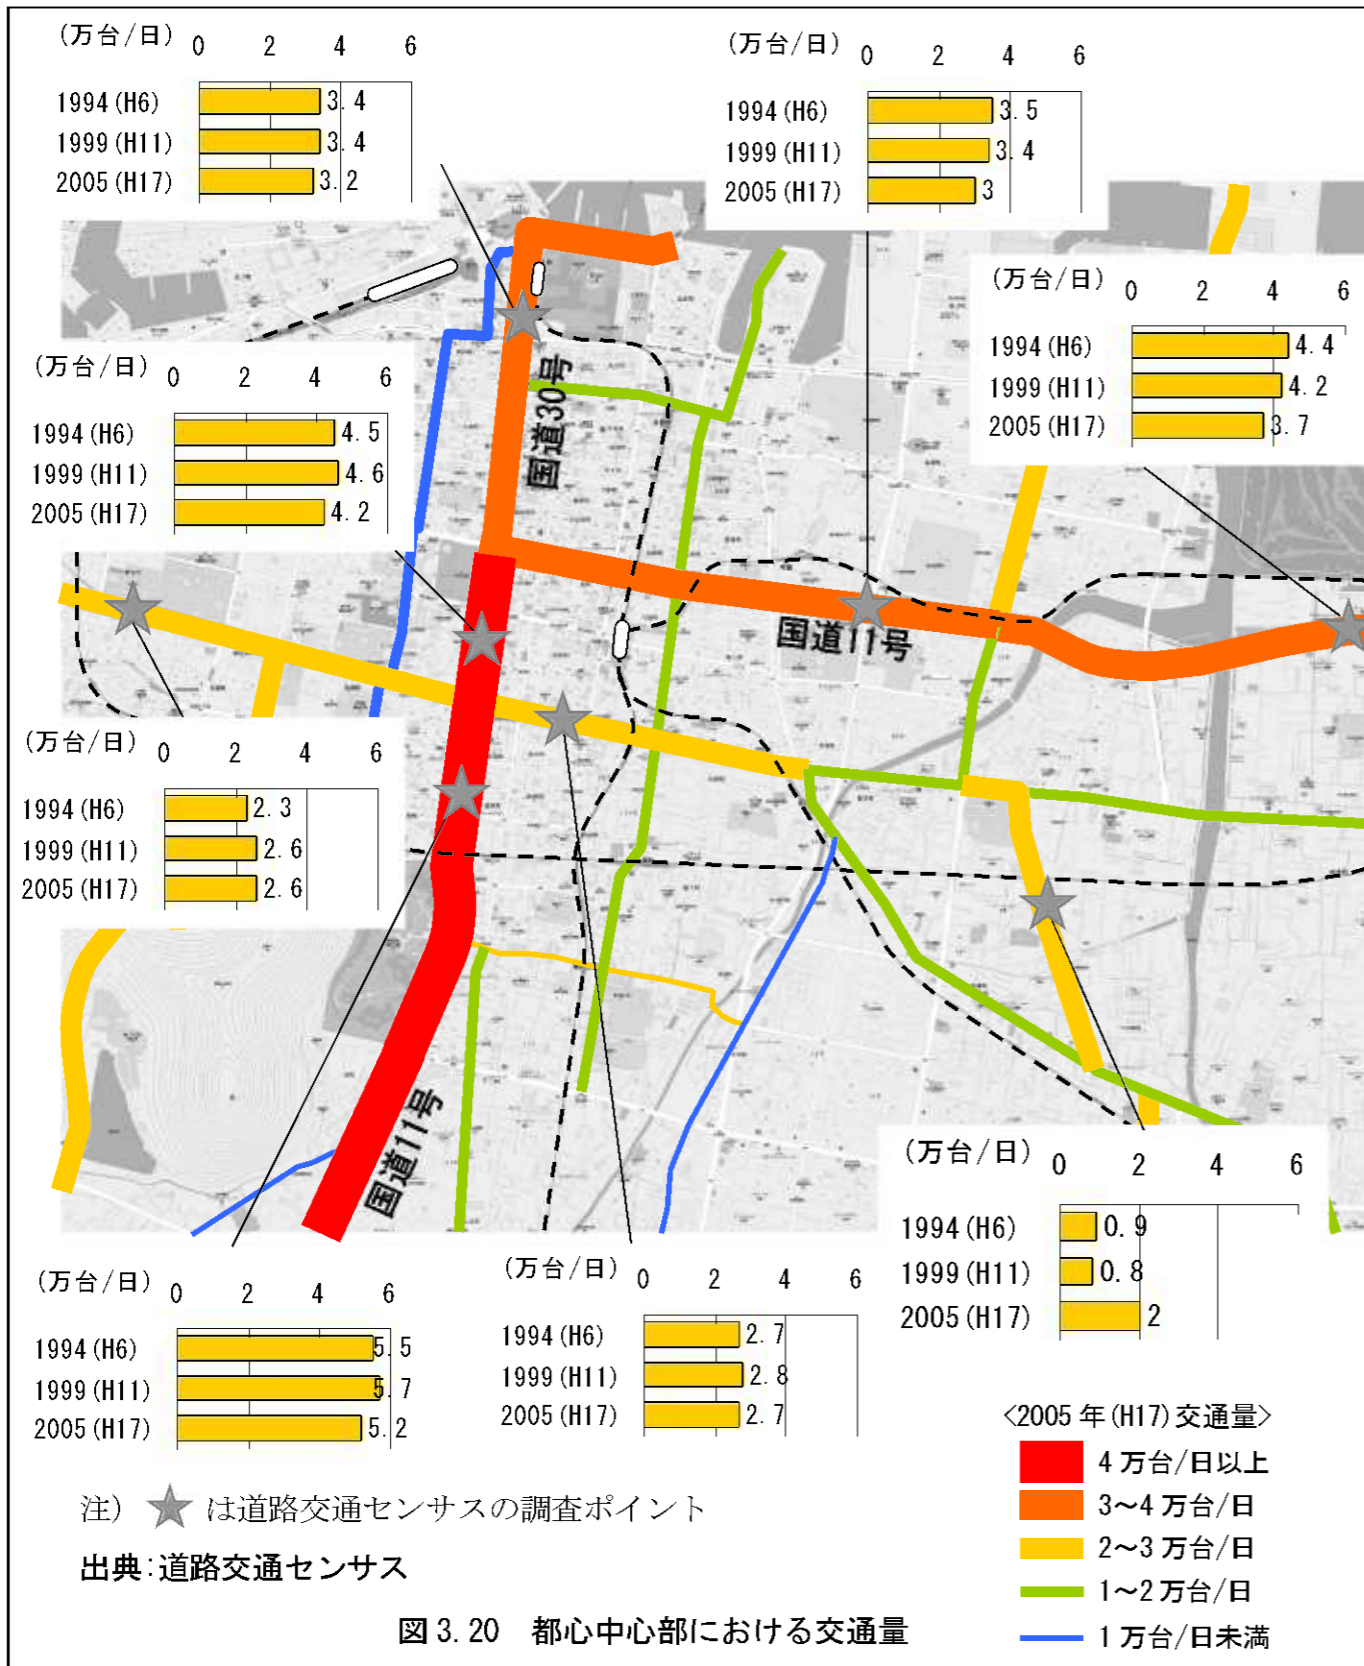 (万台/日) 0 2 4 6
1994(H6) 3.4
1999(H11) 3.4
2005(H17) 3.2
(万台/日) 0 2 4 6
1994(H6) 3.5
1999(H11) 3.4
2005(H17) 3
(万台/日) 0 2 4 6
1994(H6) 4.4
1999(H11) 4.2
2005(H17) 3.7
(万台/日) 0 2 4 6
1994(H6) 4.5
1999(H11) 4.6
2005(H17) 4.2
国道30号
国道11号
(万台/日) 0 2 4 6
1994(H6) 2.3
1999(H11) 2.6
2005(H17) 2.6
国道11号
(万台/日) 0 2 4 6
1994(H6) 0.9
1999(H11) 0.8
2005(H17) 2
(万台/日) 0 2 4 6
1994(H6) 5.5
1999(H11) 5.7
2005(H17) 5.2
(万台/日) 0 2 4 6
1994(H6) 2.7
1999(H11) 2.8
2005(H17) 2.7
<2005年(H17)交通量>
4万台/日以上
3～4万台/日
2～3万台/日
1～2万台/日
1万台/日未満
注) ★は道路交通センサスの調査ポイント
出典:道路交通センサス
図3.20 都心中心部における交通量